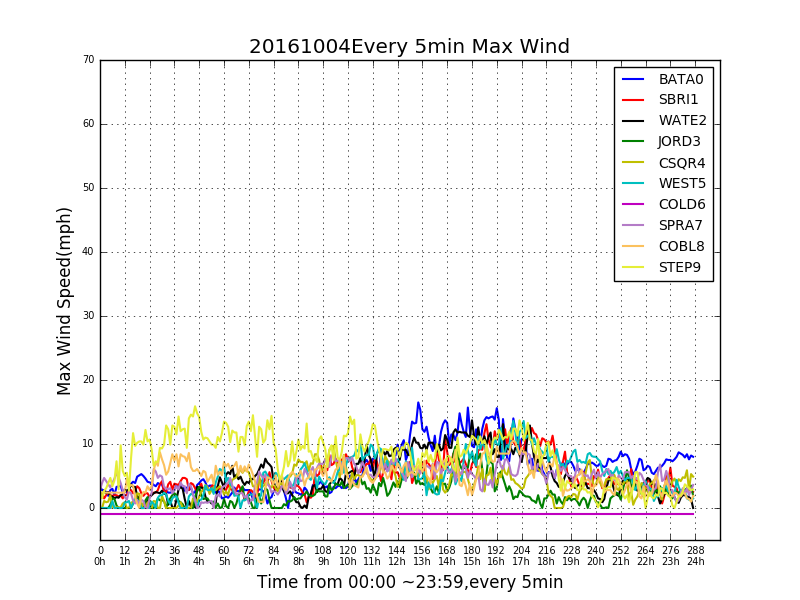 20161004Every 5min Max Wind
70
60
50
40
30
20
10
0
Max Wind Speed(mph)
BATA0
SBRI1
WATE2
JORD3
CSQR4
WEST5
COLD6
SPRA7
COBL8
STEP9
0 12 24 36 48 60 72 84 96 108 120 132 144 156 168 180 192 204 216 228 240 252 264 276 288
0h 1h 2h 3h 4h 5h 6h 7h 8h 9h 10h 11h 12h 13h 14h 15h 16h 17h 18h 19h 20h 21h 22h 23h 24h
Time from 00:00 ~23:59,every 5min